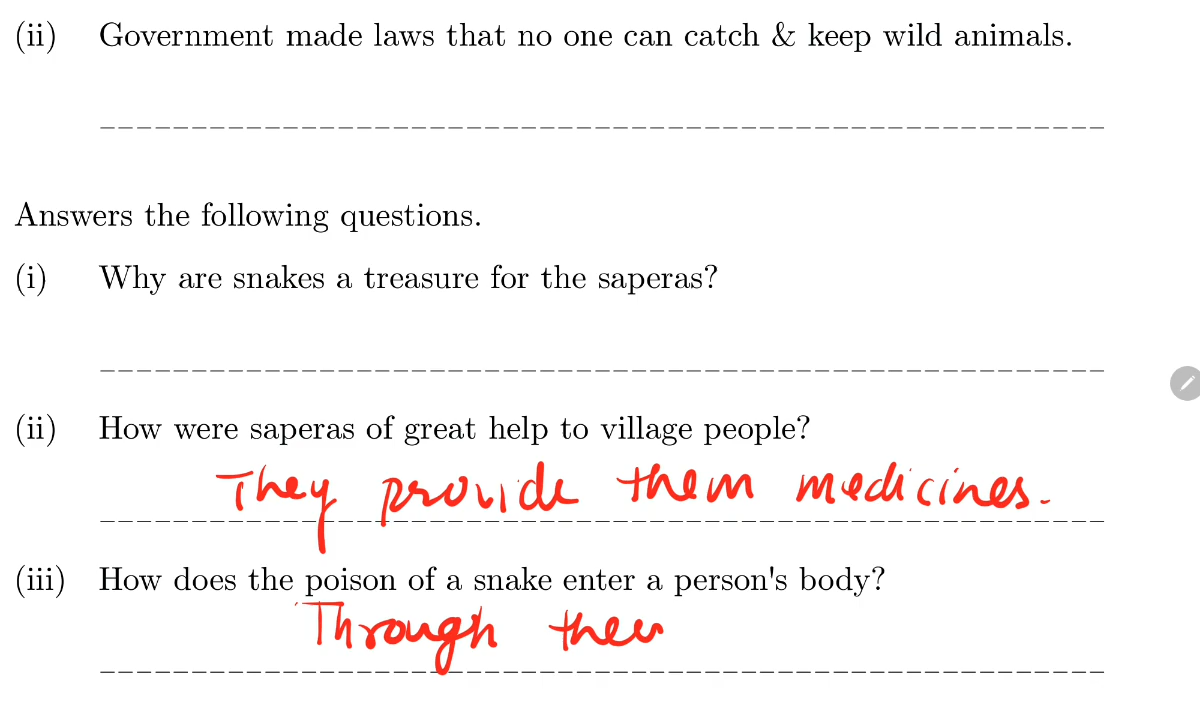 (ii) Government made laws that no one can catch & keep wild animals.
Answers the following questions.
(i) Why are snakes a treasure for the saperas?
(ii) How were saperas of great help to village people?
They provide them medicines.
(iii) How does the poison of a snake enter a person's body?
Through